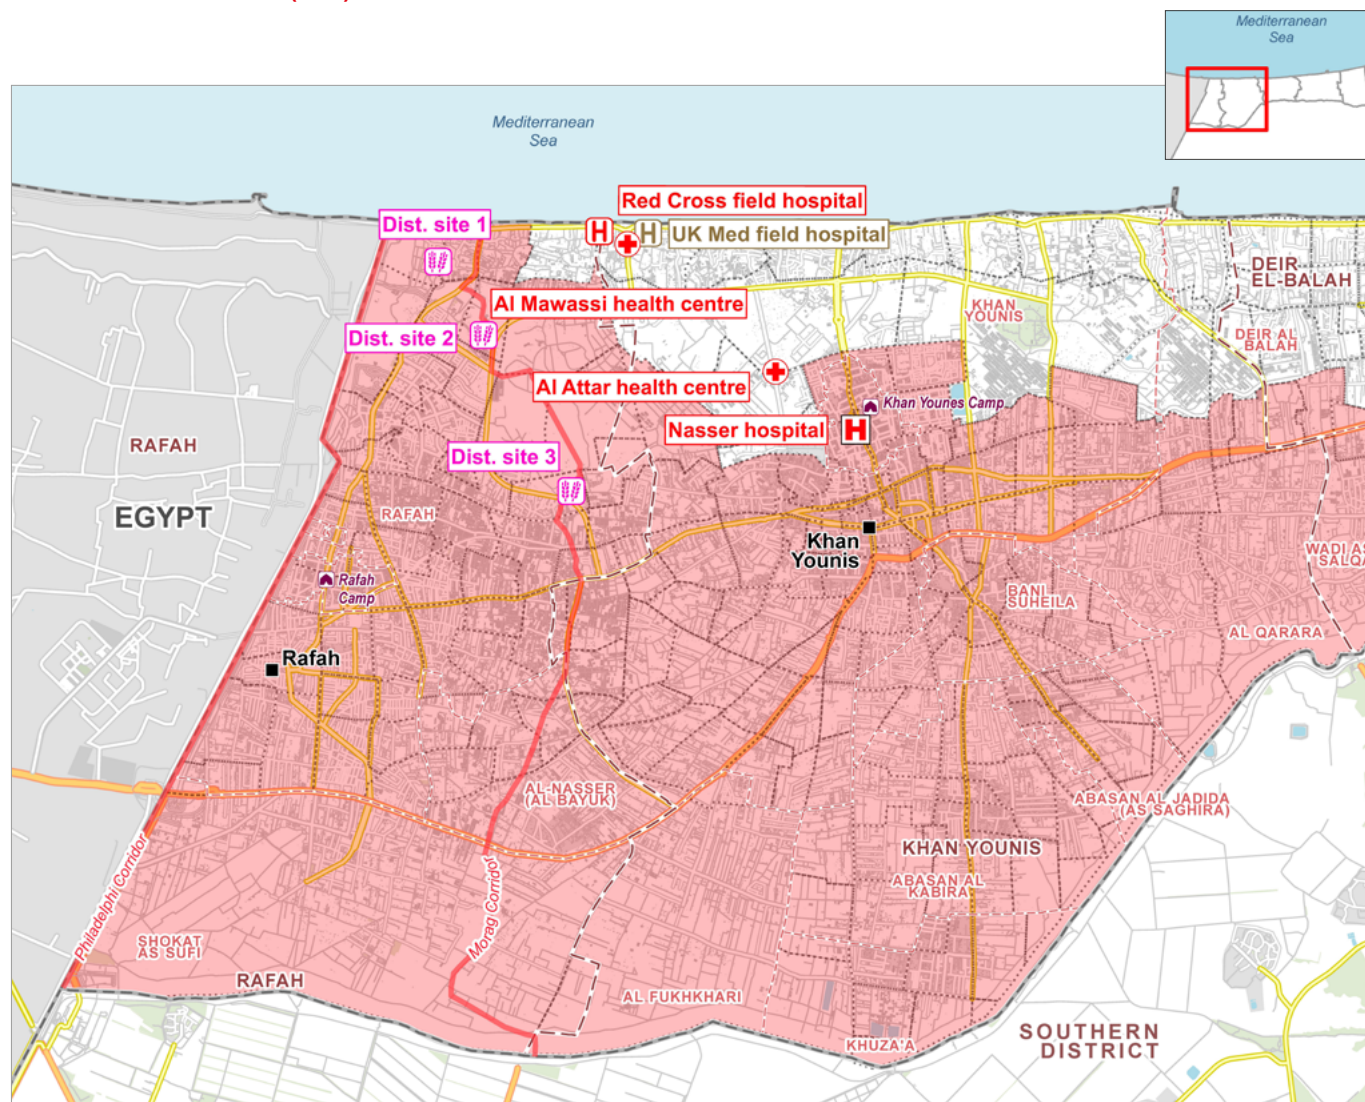 Mediterranean
Sea
Mediterranean
Sea
Red Cross field hospital
Dist. site 1
UK Med field hospital
DEIR
EL-BALAH
Al Mawassi health centre
KHAN
YOUNIS
Dist. site 2
DEIR AL
BALAH
Al Attar health centre
Khan Younes Camp
Nasser hospital
RAFAH
Dist. site 3
EGYPT
RAFAH
Khan
Younis
WADI AS
SALQA
Rafah
Camp
BANI
SUHEILA
AL QARARA
Rafah
AL-NASSER
(AL BAYUK)
ABASAN AL JADIDA
(AS SAGHIRA)
KHAN YOUNIS
Philadelphi Corridor
Morag Corridor
ABASAN AL
KABIRA
SHOKAT
AS SUFI
RAFAH
AL FUKHKHARI
SOUTHERN
DISTRICT
KHUZA'A